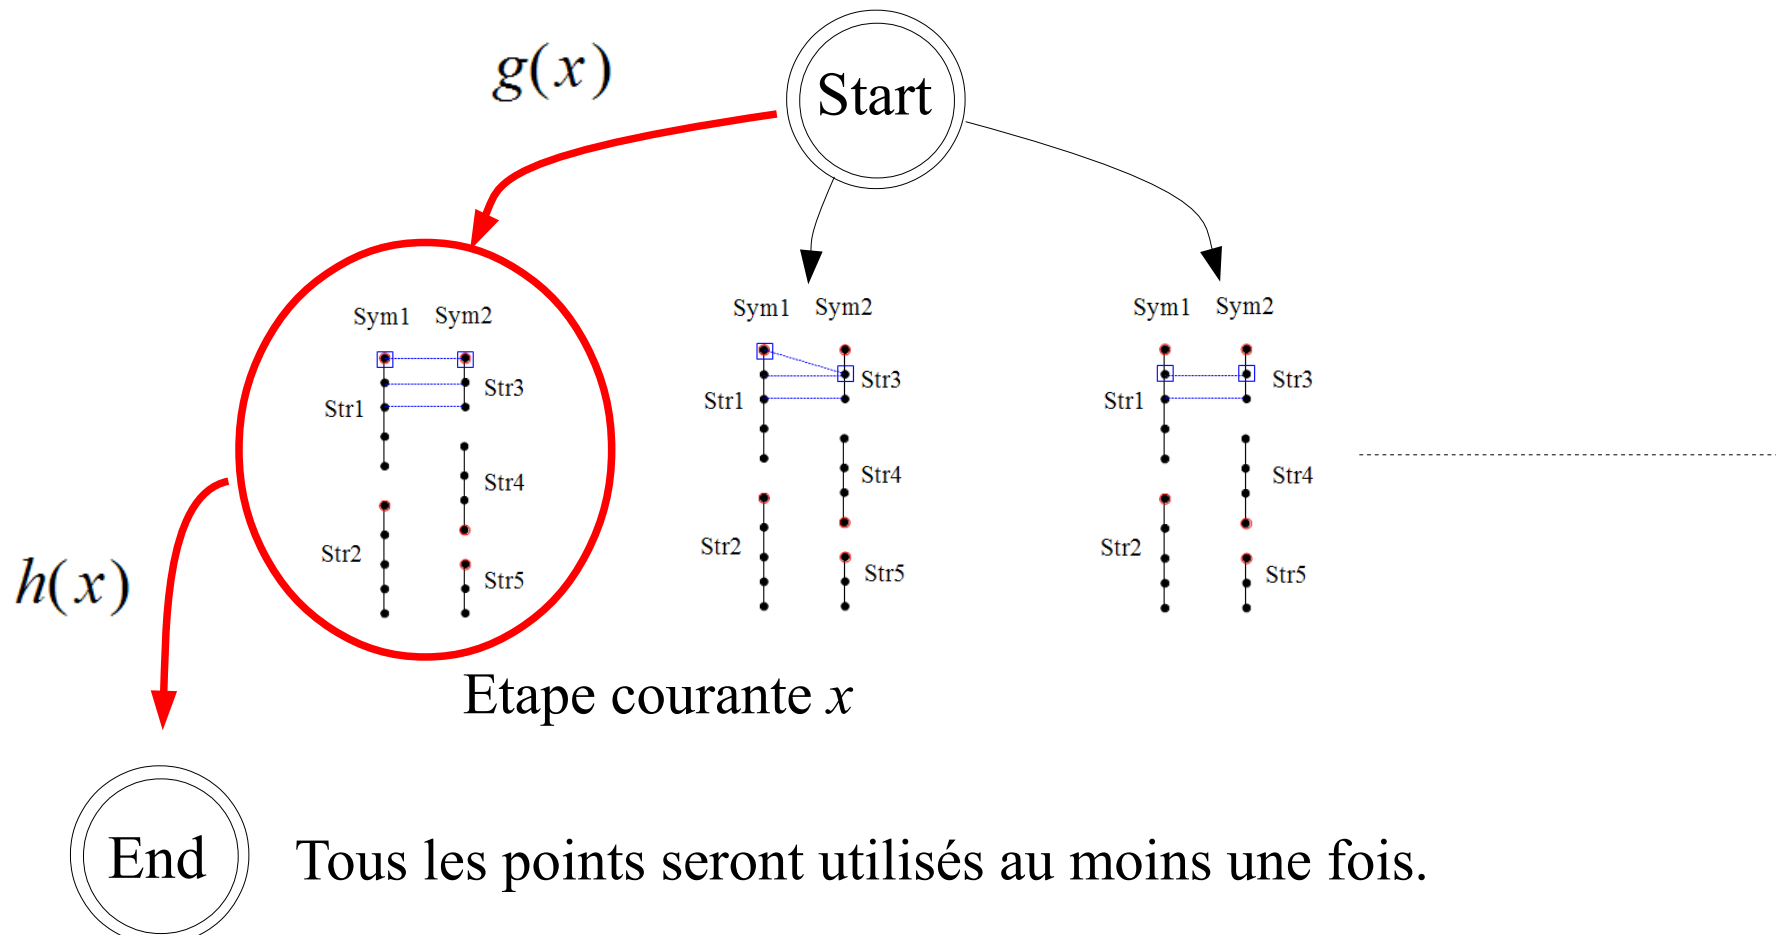 g(x)
Start
Sym1 Sym2
Str1
Str3
Str4
Str2
Str5
Sym1 Sym2
Str3
Str1
Str4
Str2
Str5
Sym1 Sym2
Str3
Str1
Str4
Str2
Str5
h(x)
Etape courante x
End
Tous les points seront utilisés au moins une fois.